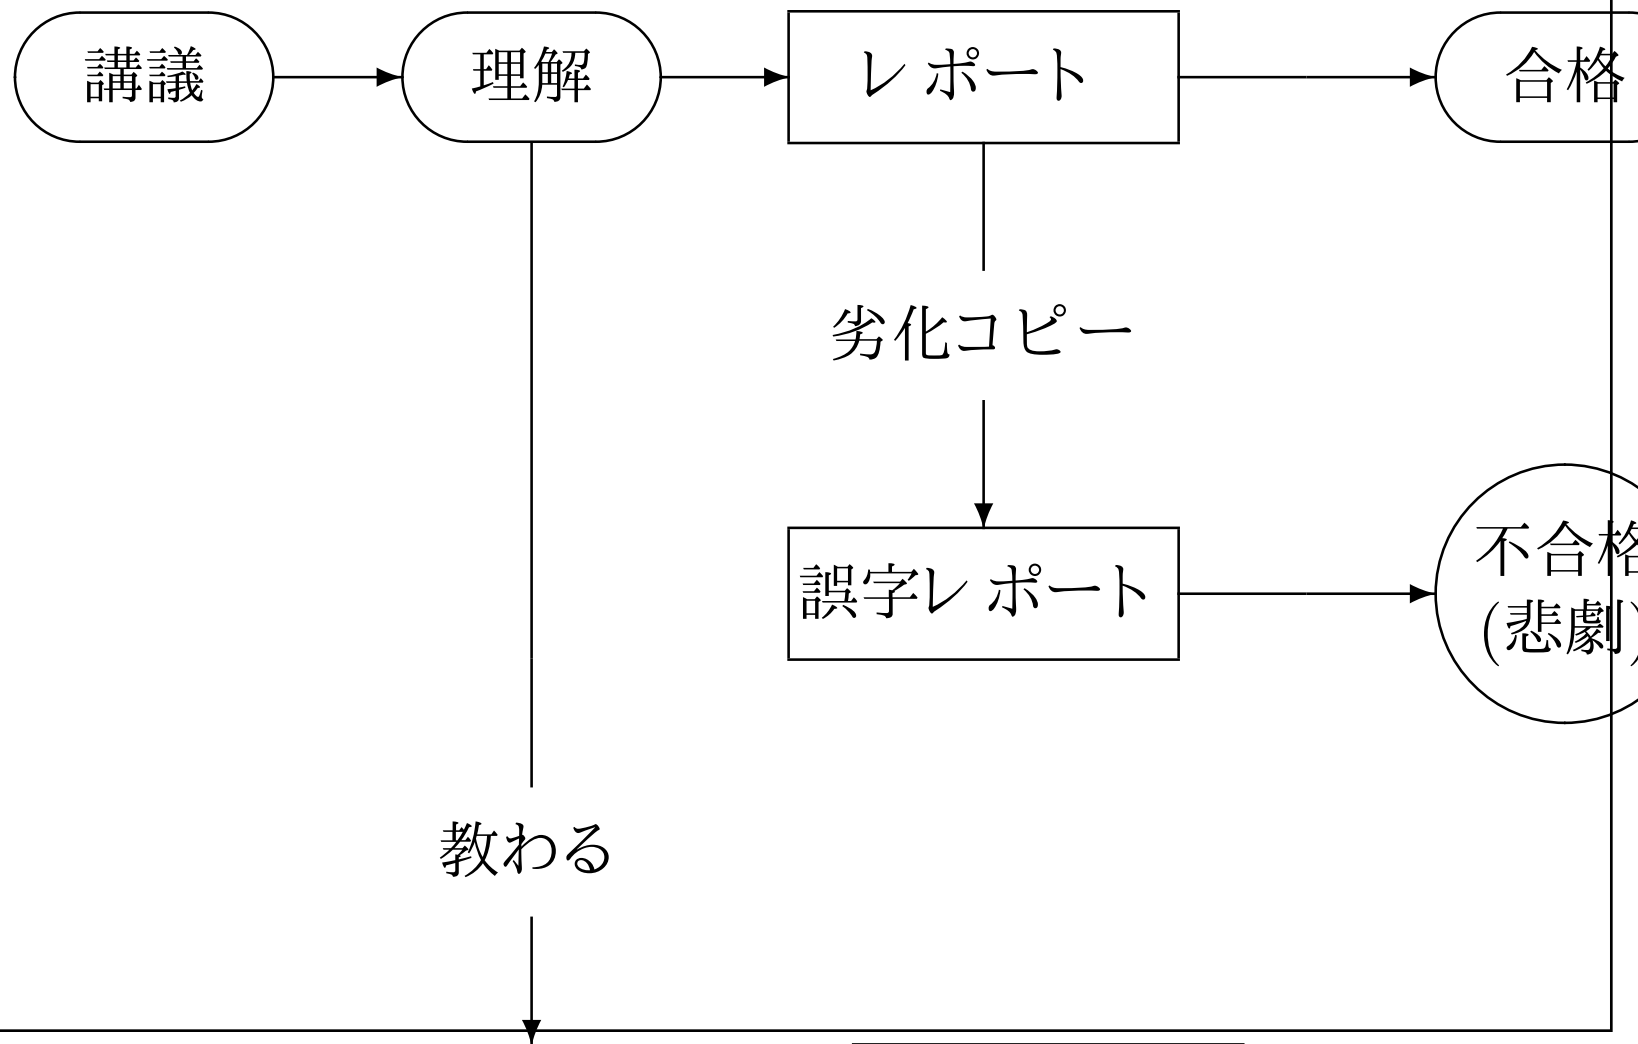 講議
理解
レポート
合格
劣化コピー
誤字レポート
不合格
(悲劇)
教わる